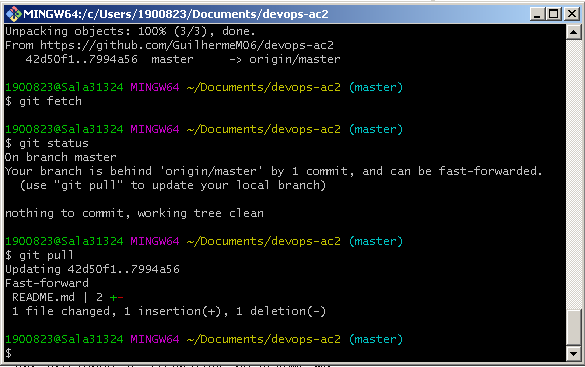 MINGW64:/c/Users/1900823/Documents/devops-ac2
Unpacking objects: 100% (3/3), done.
From https://github.com/GuilhermeMO6/devops-ac2
   42d50f1..7994a56  master     -> origin/master

1900823@Sala31324 MINGW64 ~/Documents/devops-ac2 (master)
$ git fetch

1900823@Sala31324 MINGW64 ~/Documents/devops-ac2 (master)
$ git status
On branch master
Your branch is behind 'origin/master' by 1 commit, and can be fast-forwarded.
  (use "git pull" to update your local branch)

nothing to commit, working tree clean

1900823@Sala31324 MINGW64 ~/Documents/devops-ac2 (master)
$ git pull
Updating 42d50f1..7994a56
Fast-forward
 README.md | 2 +-
 1 file changed, 1 insertion(+), 1 deletion(-)

1900823@Sala31324 MINGW64 ~/Documents/devops-ac2 (master)
$